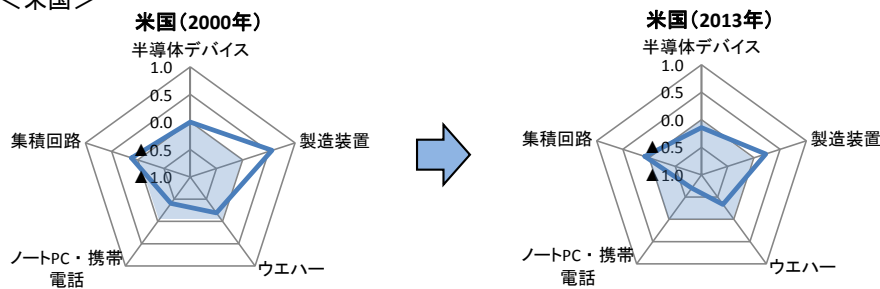 ＜米国＞
米国（2000年）
半導体デバイス
1.0
0.5
0.0
▲0.5
▲1.0
集積回路
製造装置
ノートPC・携帯
電話
ウエハー
米国（2013年）
半導体デバイス
1.0
0.5
0.0
▲0.5
▲1.0
集積回路
製造装置
ノートPC・携帯
電話
ウエハー